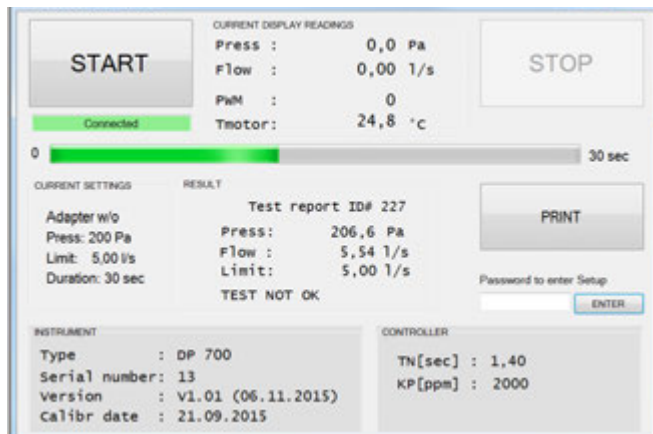 CURRENT DISPLAY READINGS
START
Press : 0,0 Pa
Flow : 0,00 l/s
PWM : 0
Tmotor: 24,8 °C
STOP
Connected
0
30 sec
CURRENT SETTINGS
Adapter w/o
Press: 200 Pa
Limit: 5,00 l/s
Duration: 30 sec
RESULT
Test report ID# 227
Press: 206,6 Pa
Flow : 5,54 l/s
Limit: 5,00 l/s
TEST NOT OK
PRINT
Password to enter Setup
ENTER
INSTRUMENT
Type : DP 700
Serial number: 13
Version : V1.01 (06.11.2015)
Calibr date : 21.09.2015
CONTROLLER
TN[sec] : 1,40
KP[ppm] : 2000